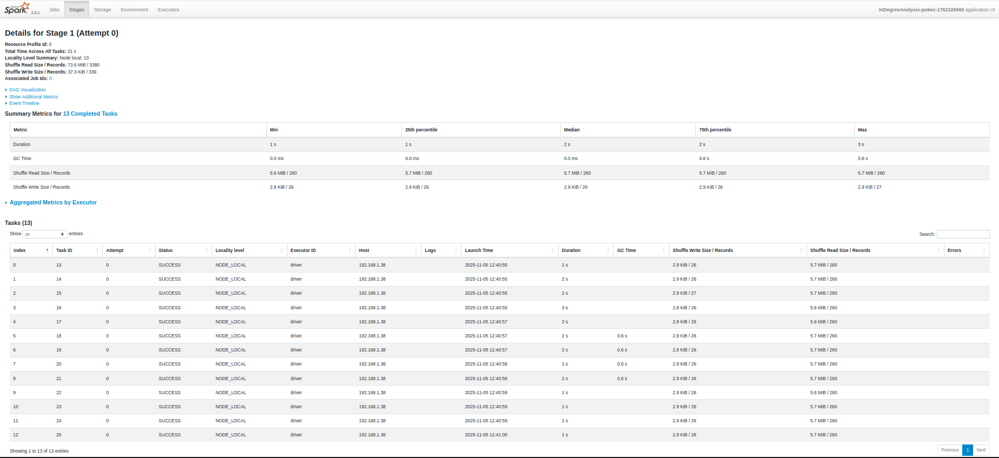 APACHE Spark 3.5.1 Jobs Stages Storage Environment Executors InDegreeAnalysis-pokec-1762326565 application UI
Details for Stage 1 (Attempt 0)
Resource Profile Id: 0
Total Time Across All Tasks: 21 s
Locality Level Summary: Node local: 13
Shuffle Read Size / Records: 73.6 MiB / 3380
Shuffle Write Size / Records: 37.3 KiB / 339
Associated Job Ids: 0
DAG Visualization
Show Additional Metrics
Event Timeline
Summary Metrics for 13 Completed Tasks
Metric Min 25th percentile Median 75th percentile Max
Duration 1 s 1 s 2 s 2 s 3 s
GC Time 0.0 ms 0.0 ms 0.0 ms 0.6 s 0.6 s
Shuffle Read Size / Records 5.6 MiB / 260 5.7 MiB / 260 5.7 MiB / 260 5.7 MiB / 260 5.7 MiB / 260
Shuffle Write Size / Records 2.8 KiB / 26 2.9 KiB / 26 2.9 KiB / 26 2.9 KiB / 26 2.9 KiB / 27
Aggregated Metrics by Executor
Tasks (13)
Show 20 entries Search:
Index Task ID Attempt Status Locality level Executor ID Host Logs Launch Time Duration GC Time Shuffle Write Size / Records Shuffle Read Size / Records Errors
0 13 0 SUCCESS NODE_LOCAL driver 192.168.1.38 2025-11-05 12:40:55 1 s 2.9 KiB / 26 5.7 MiB / 260
1 14 0 SUCCESS NODE_LOCAL driver 192.168.1.38 2025-11-05 12:40:55 2 s 2.9 KiB / 26 5.7 MiB / 260
2 15 0 SUCCESS NODE_LOCAL driver 192.168.1.38 2025-11-05 12:40:55 2 s 2.9 KiB / 27 5.7 MiB / 260
3 16 0 SUCCESS NODE_LOCAL driver 192.168.1.38 2025-11-05 12:40:55 3 s 2.8 KiB / 26 5.6 MiB / 260
4 17 0 SUCCESS NODE_LOCAL driver 192.168.1.38 2025-11-05 12:40:57 2 s 2.8 KiB / 26 5.6 MiB / 260
5 18 0 SUCCESS NODE_LOCAL driver 192.168.1.38 2025-11-05 12:40:57 2 s 0.6 s 2.9 KiB / 26 5.7 MiB / 260
6 19 0 SUCCESS NODE_LOCAL driver 192.168.1.38 2025-11-05 12:40:57 2 s 0.6 s 2.8 KiB / 26 5.7 MiB / 260
7 20 0 SUCCESS NODE_LOCAL driver 192.168.1.38 2025-11-05 12:40:58 1 s 0.6 s 2.9 KiB / 26 5.7 MiB / 260
8 21 0 SUCCESS NODE_LOCAL driver 192.168.1.38 2025-11-05 12:40:58 2 s 0.6 s 2.9 KiB / 26 5.7 MiB / 260
9 22 0 SUCCESS NODE_LOCAL driver 192.168.1.38 2025-11-05 12:40:59 1 s 2.9 KiB / 26 5.6 MiB / 260
10 23 0 SUCCESS NODE_LOCAL driver 192.168.1.38 2025-11-05 12:40:59 1 s 2.9 KiB / 26 5.7 MiB / 260
11 24 0 SUCCESS NODE_LOCAL driver 192.168.1.38 2025-11-05 12:40:59 2 s 2.9 KiB / 26 5.7 MiB / 260
12 25 0 SUCCESS NODE_LOCAL driver 192.168.1.38 2025-11-05 12:41:00 1 s 2.9 KiB / 26 5.7 MiB / 260
Showing 1 to 13 of 13 entries Previous 1 Next